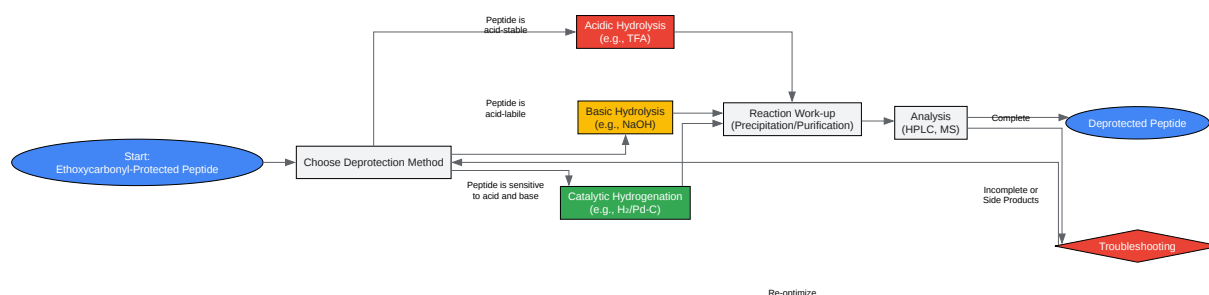 Peptide is
acid-stable
Acidic Hydrolysis
(e.g., TFA)
Peptide is
acid-labile
Basic Hydrolysis
(e.g., NaOH)
Reaction Work-up
(Precipitation/Purification)
Analysis
(HPLC, MS)
Complete
Deprotected Peptide
Start:
Ethoxycarbonyl-Protected Peptide
Choose Deprotection Method
Peptide is sensitive
to acid and base
Catalytic Hydrogenation
(e.g., H₂/Pd-C)
Incomplete or
Side Products
Troubleshooting
Re-optimize